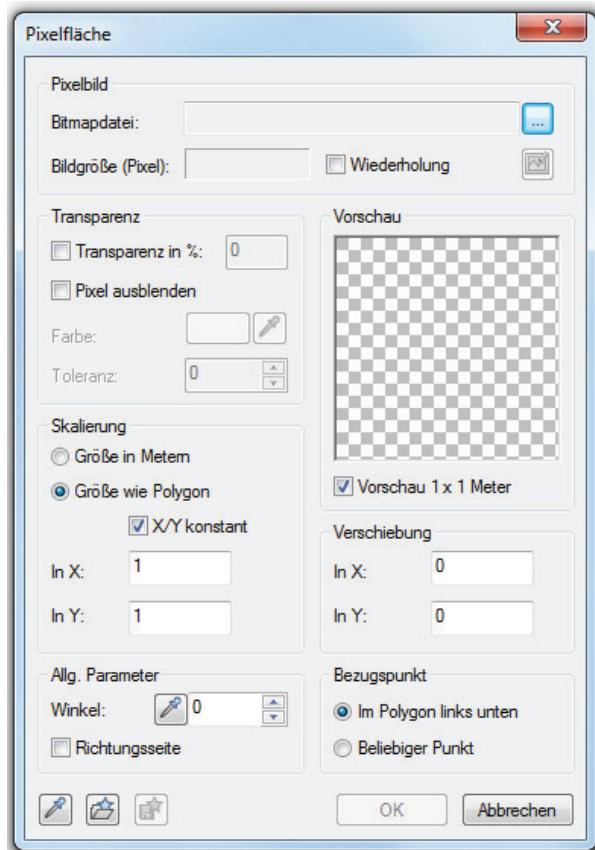 Pixelfläche
Pixelbild
Bitmapdatei:
...
Bildgröße (Pixel):
Wiederholung
Transparenz
Transparenz in %:
0
Pixel ausblenden
Farbe:
Toleranz:
0
Vorschau
Vorschau 1 x 1 Meter
Skalierung
Größe in Metern
Größe wie Polygon
X/Y konstant
In X:
1
In Y:
1
Verschiebung
In X:
0
In Y:
0
Allg. Parameter
Winkel:
0
Richtungsseite
Bezugspunkt
Im Polygon links unten
Beliebiger Punkt
OK
Abbrechen